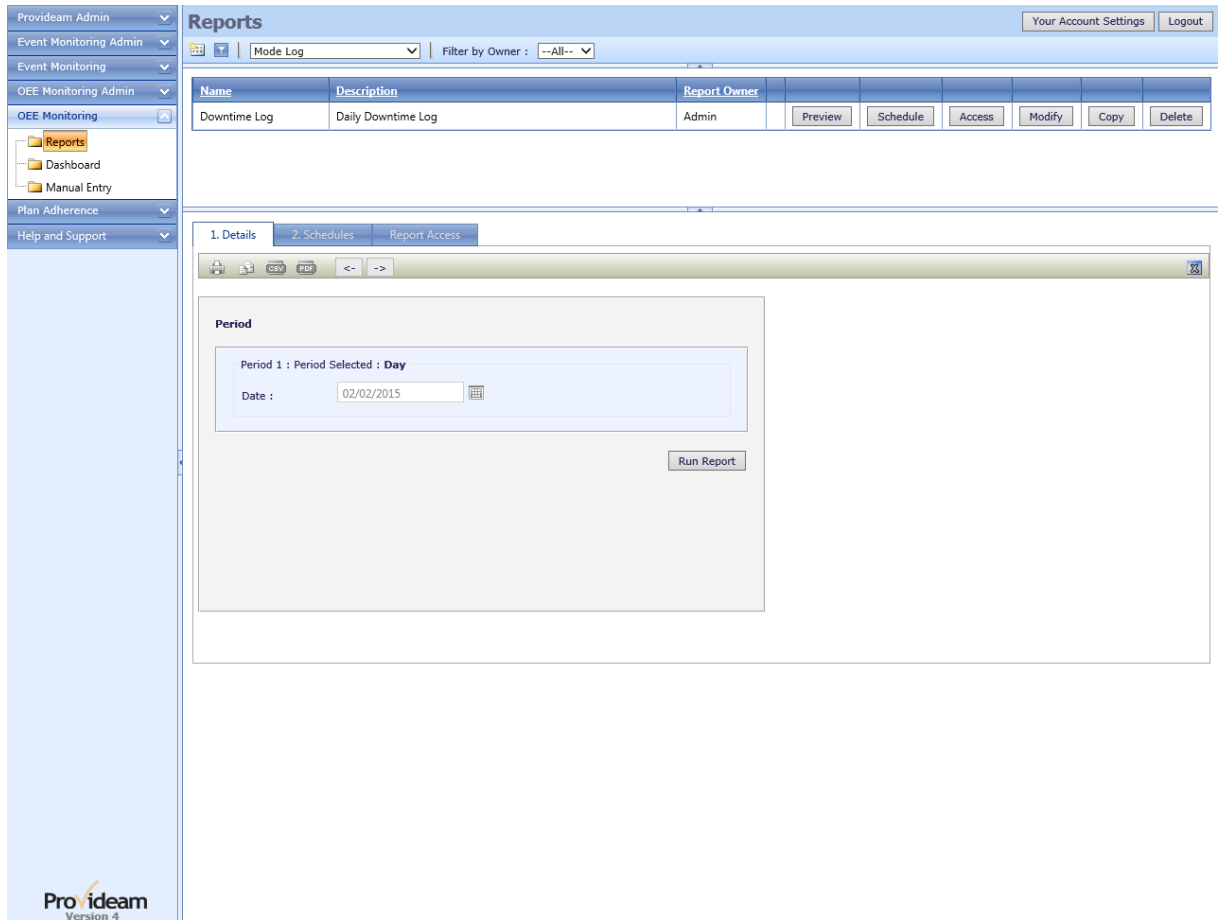 Provideam Admin
Event Monitoring Admin
Event Monitoring
OEE Monitoring Admin
OEE Monitoring
Reports
Dashboard
Manual Entry
Plan Adherence
Help and Support
Provideam
Version 4
Reports
Your Account Settings Logout
Mode Log Filter by Owner : --All--
Name Description Report Owner
Downtime Log Daily Downtime Log Admin Preview Schedule Access Modify Copy Delete
1. Details 2. Schedules Report Access
CSV PDF <- ->
Period
Period 1 : Period Selected : Day
Date : 02/02/2015
Run Report